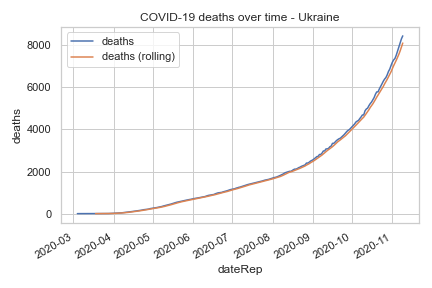 COVID-19 deaths over time - Ukraine
deaths
deaths (rolling)
8000
6000
4000
2000
0
deaths
2020-03
2020-04
2020-05
2020-06
2020-07
2020-08
2020-09
2020-10
2020-11
dateRep